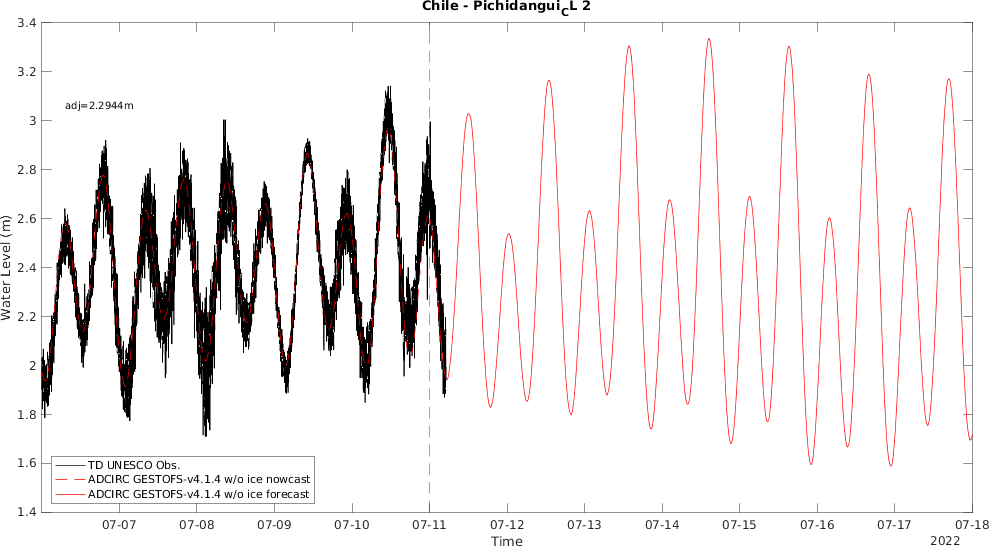 Chile - PichidanguiCL 2
3.4
3.2
3
2.8
2.6
2.4
2.2
2
1.8
1.6
1.4
Water Level (m)
adj=2.2944m
TD UNESCO Obs.
ADCIRC GESTOFS-v4.1.4 w/o ice nowcast
ADCIRC GESTOFS-v4.1.4 w/o ice forecast
07-07 07-08 07-09 07-10 07-11 07-12 07-13 07-14 07-15 07-16 07-17 07-18
Time
2022